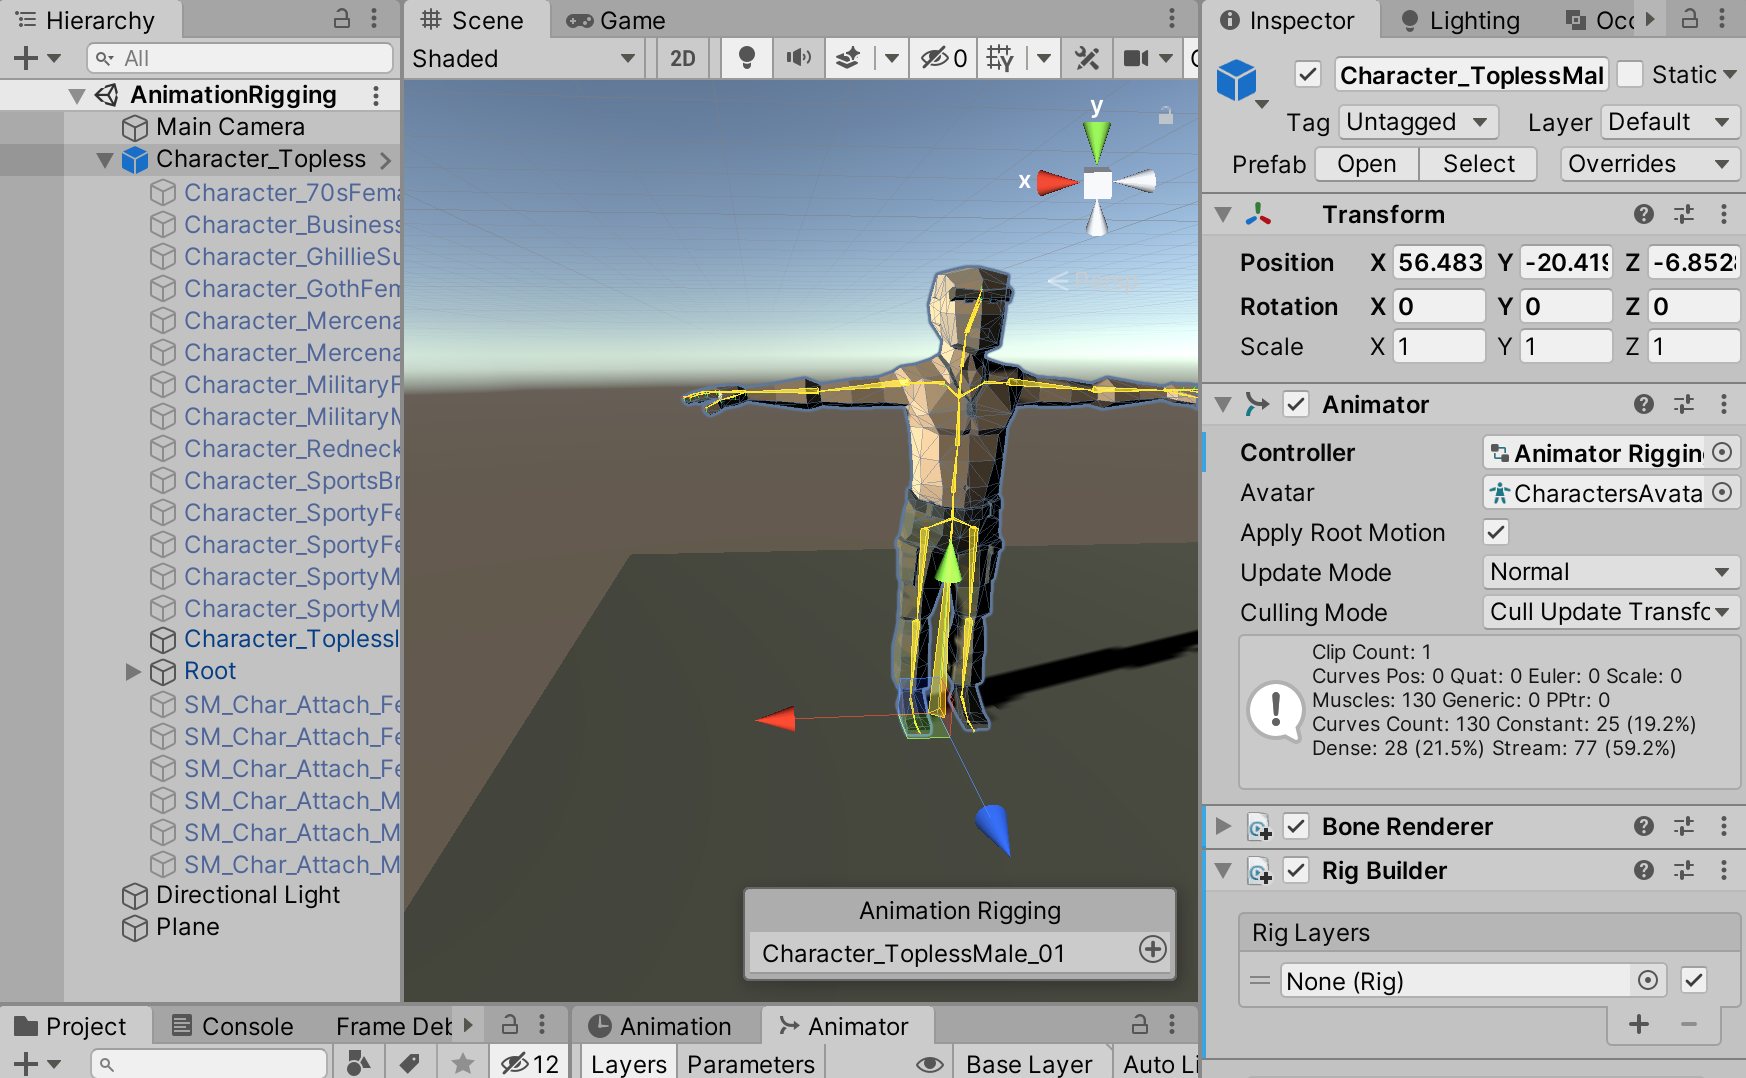 Hierarchy
All
AnimationRigging
Main Camera
Character_Topless
Character_70sFema
Character_Business
Character_GhillieSu
Character_GothFem
Character_Mercena
Character_Mercena
Character_MilitaryF
Character_MilitaryM
Character_Redneck
Character_SportsBr
Character_SportyFe
Character_SportyFe
Character_SportyM
Character_SportyM
Character_Toplessl
Root
SM_Char_Attach_Fe
SM_Char_Attach_Fe
SM_Char_Attach_Fe
SM_Char_Attach_M
SM_Char_Attach_M
SM_Char_Attach_M
Directional Light
Plane
Scene Game
Shaded 2D 0
y
x
Persp
Animation Rigging
Character_ToplessMale_01
Project Console Frame Deb
12
Animation Animator
Layers Parameters Base Layer Auto Li
Inspector Lighting Occ
Character_ToplessMal Static
Tag Untagged Layer Default
Prefab Open Select Overrides
Transform
Position X 56.483 Y -20.419 Z -6.852
Rotation X 0 Y 0 Z 0
Scale X 1 Y 1 Z 1
Animator
Controller Animator Riggin
Avatar CharactersAvata
Apply Root Motion
Update Mode Normal
Culling Mode Cull Update Transfo
Clip Count: 1
Curves Pos: 0 Quat: 0 Euler: 0 Scale: 0
Muscles: 130 Generic: 0 PPtr: 0
Curves Count: 130 Constant: 25 (19.2%)
Dense: 28 (21.5%) Stream: 77 (59.2%)
Bone Renderer
Rig Builder
Rig Layers
None (Rig)